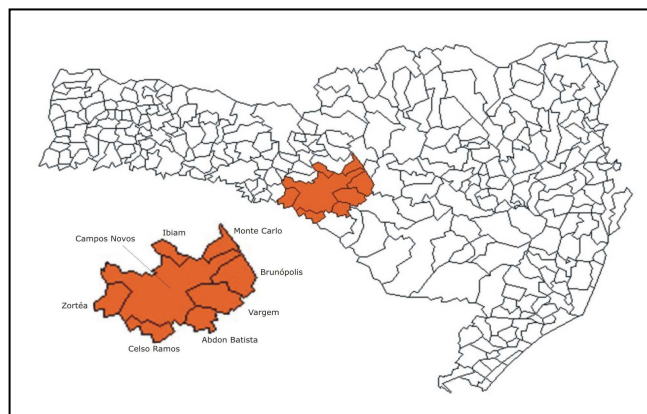 Ibiam
Monte Carlo
Campos Novos
Brunópolis
Zortéa
Vargem
Abdon Batista
Celso Ramos